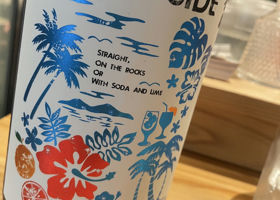 SIDE
STRAIGHT,
ON THE ROCKS
OR
WITH SODA AND LIME